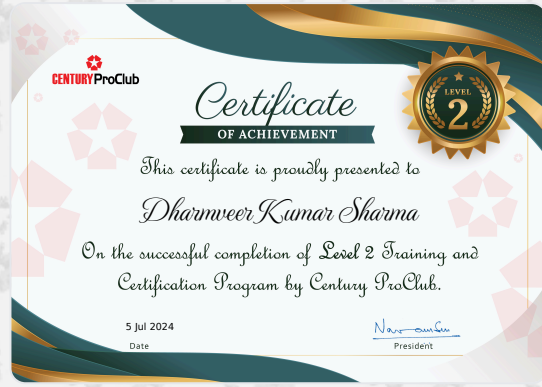 CENTURY ProClub
Certificate
OF ACHIEVEMENT
LEVEL
2
This certificate is proudly presented to
Dharmveer Kumar Sharma
On the successful completion of Level 2 Training and
Certification Program by Century ProClub.
5 Jul 2024
Date
President